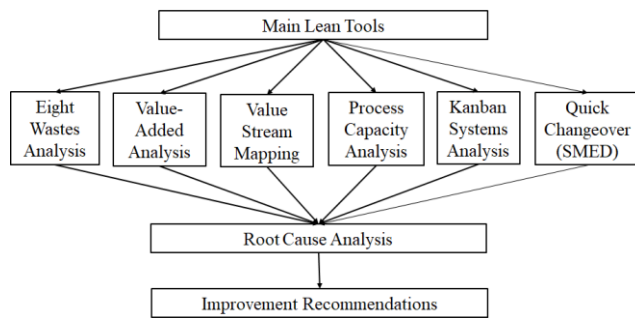 Main Lean Tools
Eight
Wastes
Analysis
Value-
Added
Analysis
Value
Stream
Mapping
Process
Capacity
Analysis
Kanban
Systems
Analysis
Quick
Changeover
(SMED)
Root Cause Analysis
Improvement Recommendations